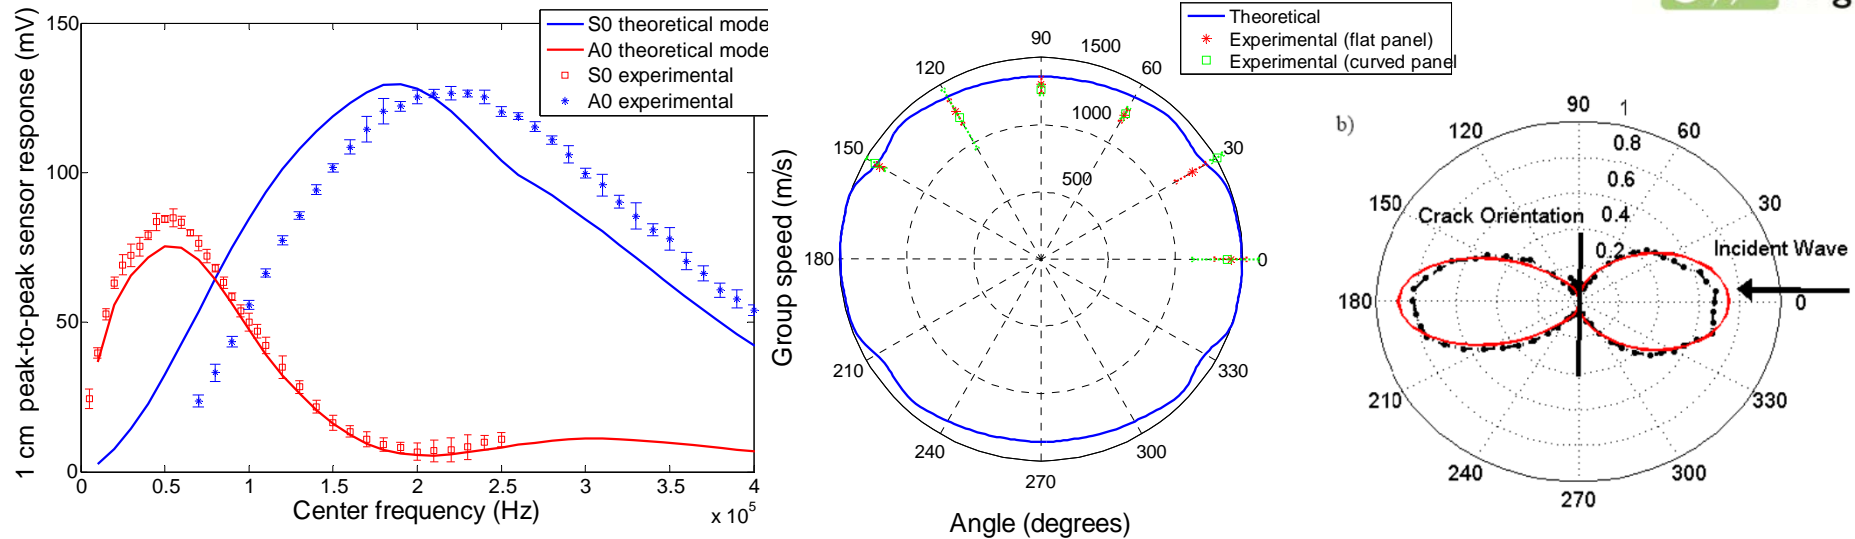 1 cm peak-to-peak sensor response (mV)
150
100
50
0
0 0.5 1 1.5 2 2.5 3 3.5 4
Center frequency (Hz)
x 10^5
S0 theoretical mode
A0 theoretical mode
S0 experimental
A0 experimental
Theoretical
Experimental (flat panel)
Experimental (curved panel
Group speed (m/s)
90
1500
120
60
1000
150
30
500
180
0
210
330
240
300
270
Angle (degrees)
g
b)
90
1
120
60
0.8
0.6
150
30
0.4
Crack Orientation
0.2
Incident Wave
180
0
210
330
240
300
270